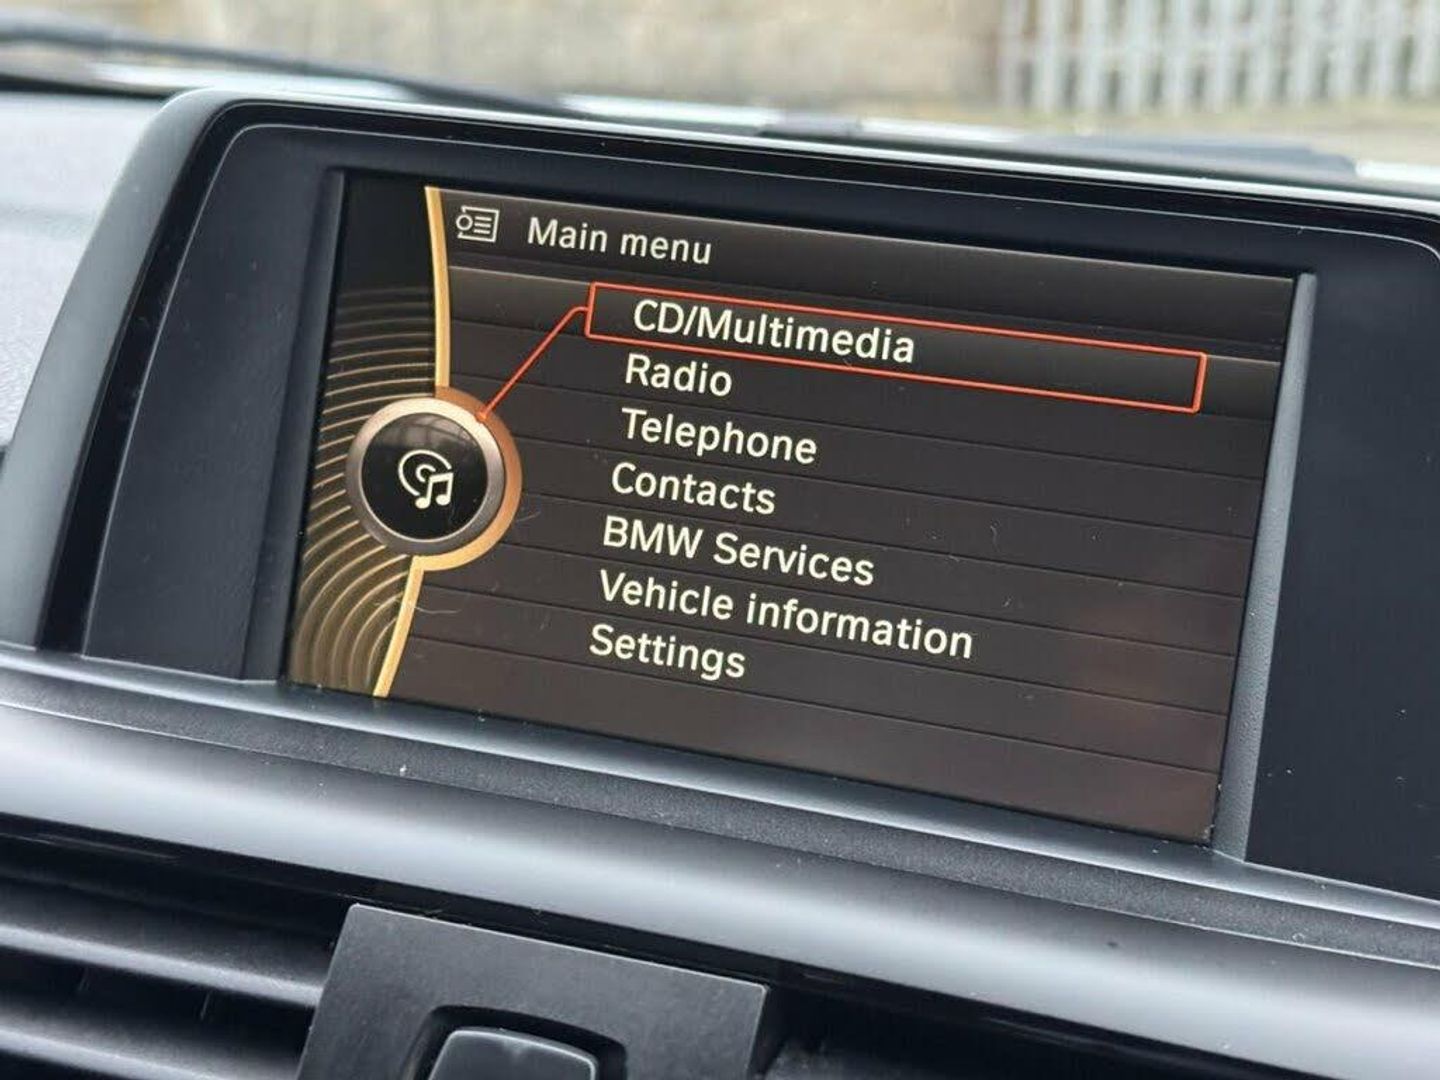 Main menu
CD/Multimedia
Radio
Telephone
Contacts
BMW Services
Vehicle information
Settings